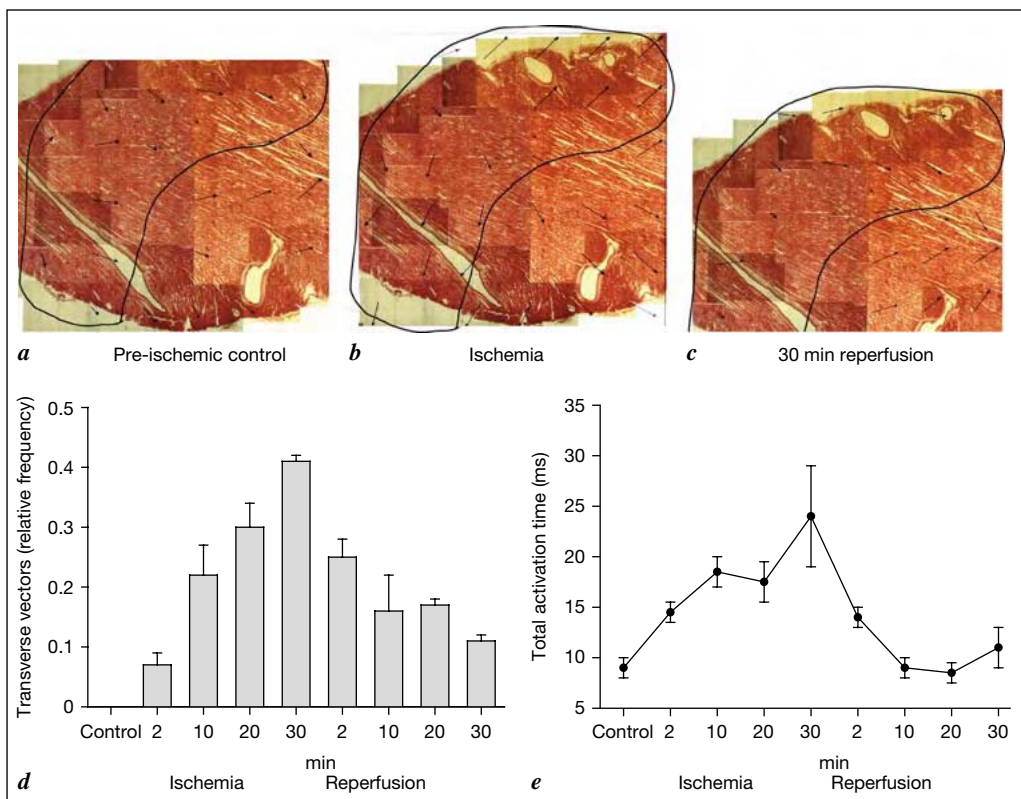 a Pre-ischemic control
b Ischemia
c 30 min reperfusion
Transverse vectors (relative frequency)
0.5
0.4
0.3
0.2
0.1
0
Control 2 10 20 30 2 10 20 30
min
Ischemia Reperfusion
d
Total activation time (ms)
35
30
25
20
15
10
5
Control 2 10 20 30 2 10 20 30
min
Ischemia Reperfusion
e